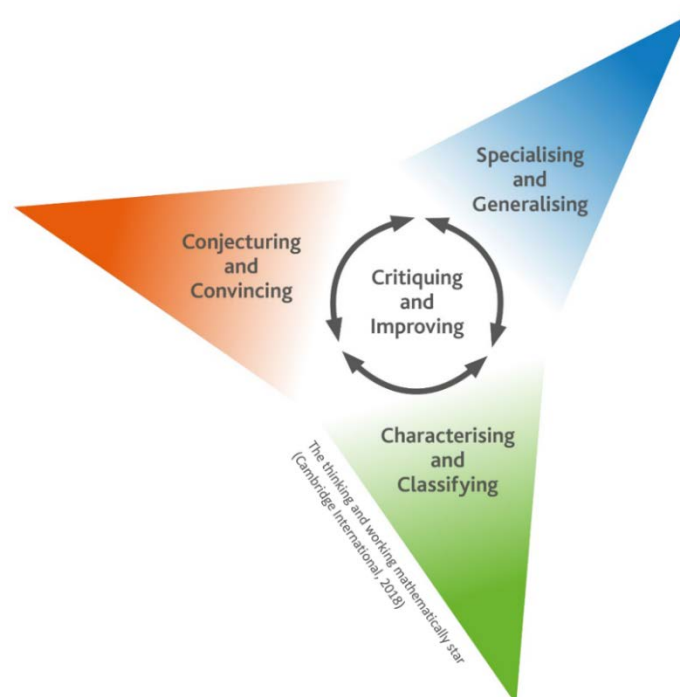 Specialising
and
Generalising
Conjecturing
and
Convincing
Critiquing
and
Improving
Characterising
and
Classifying
The thinking and working mathematically star
(Cambridge International, 2018)